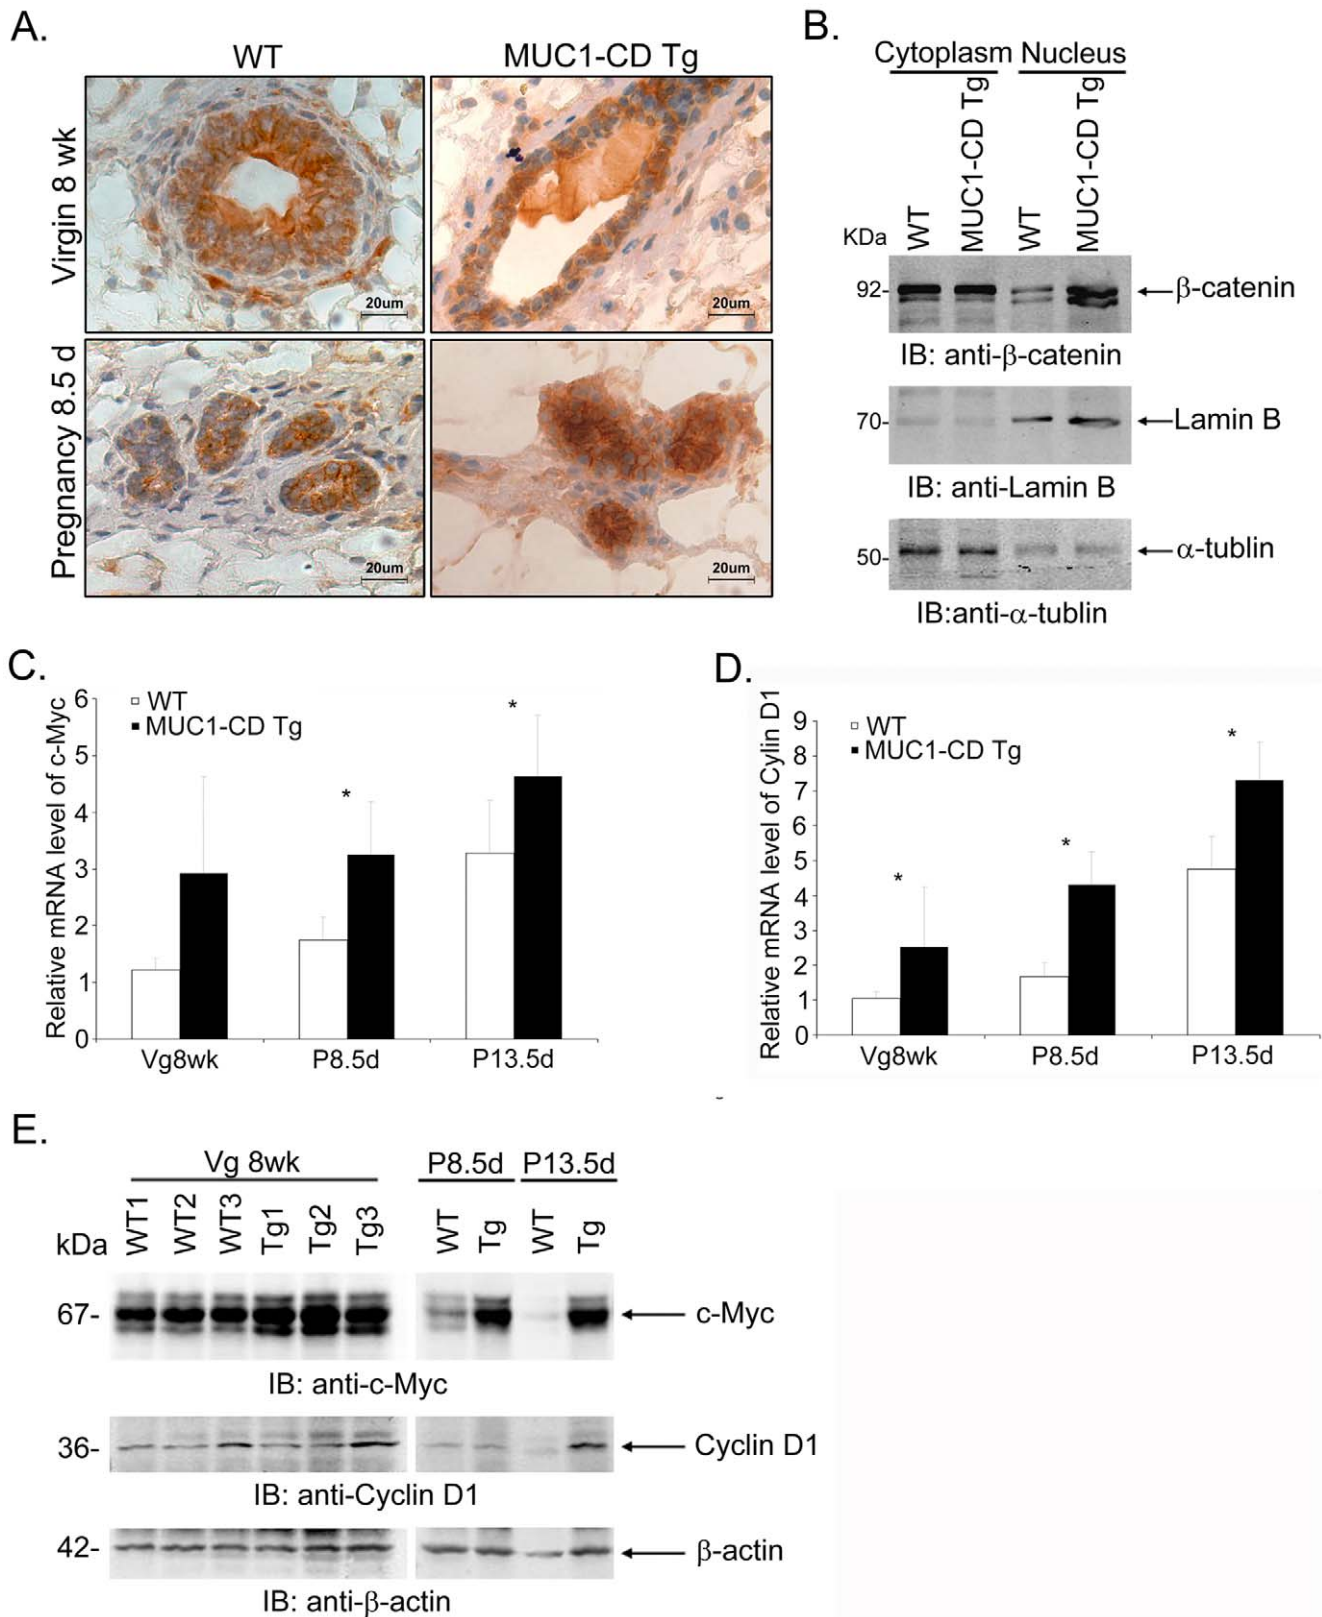 A.
WT
MUC1-CD Tg
Virgin 8 wk
20um
20um
Pregnancy 8.5 d
20um
20um
B.
Cytoplasm Nucleus
WT
MUC1-CD Tg
WT
MUC1-CD Tg
KDa
92-
β-catenin
IB: anti-β-catenin
70-
Lamin B
IB: anti-Lamin B
50-
α-tublin
IB:anti-α-tublin
C.
Relative mRNA level of c-Myc
6
5
4
3
2
1
0
WT
MUC1-CD Tg
*
*
Vg8wk
P8.5d
P13.5d
D.
Relative mRNA level of Cylin D1
9
8
7
6
5
4
3
2
1
0
WT
MUC1-CD Tg
*
*
*
Vg8wk
P8.5d
P13.5d
E.
Vg 8wk
P8.5d
P13.5d
kDa
WT1
WT2
WT3
Tg1
Tg2
Tg3
WT
Tg
WT
Tg
67-
c-Myc
IB: anti-c-Myc
36-
Cyclin D1
IB: anti-Cyclin D1
42-
β-actin
IB: anti-β-actin